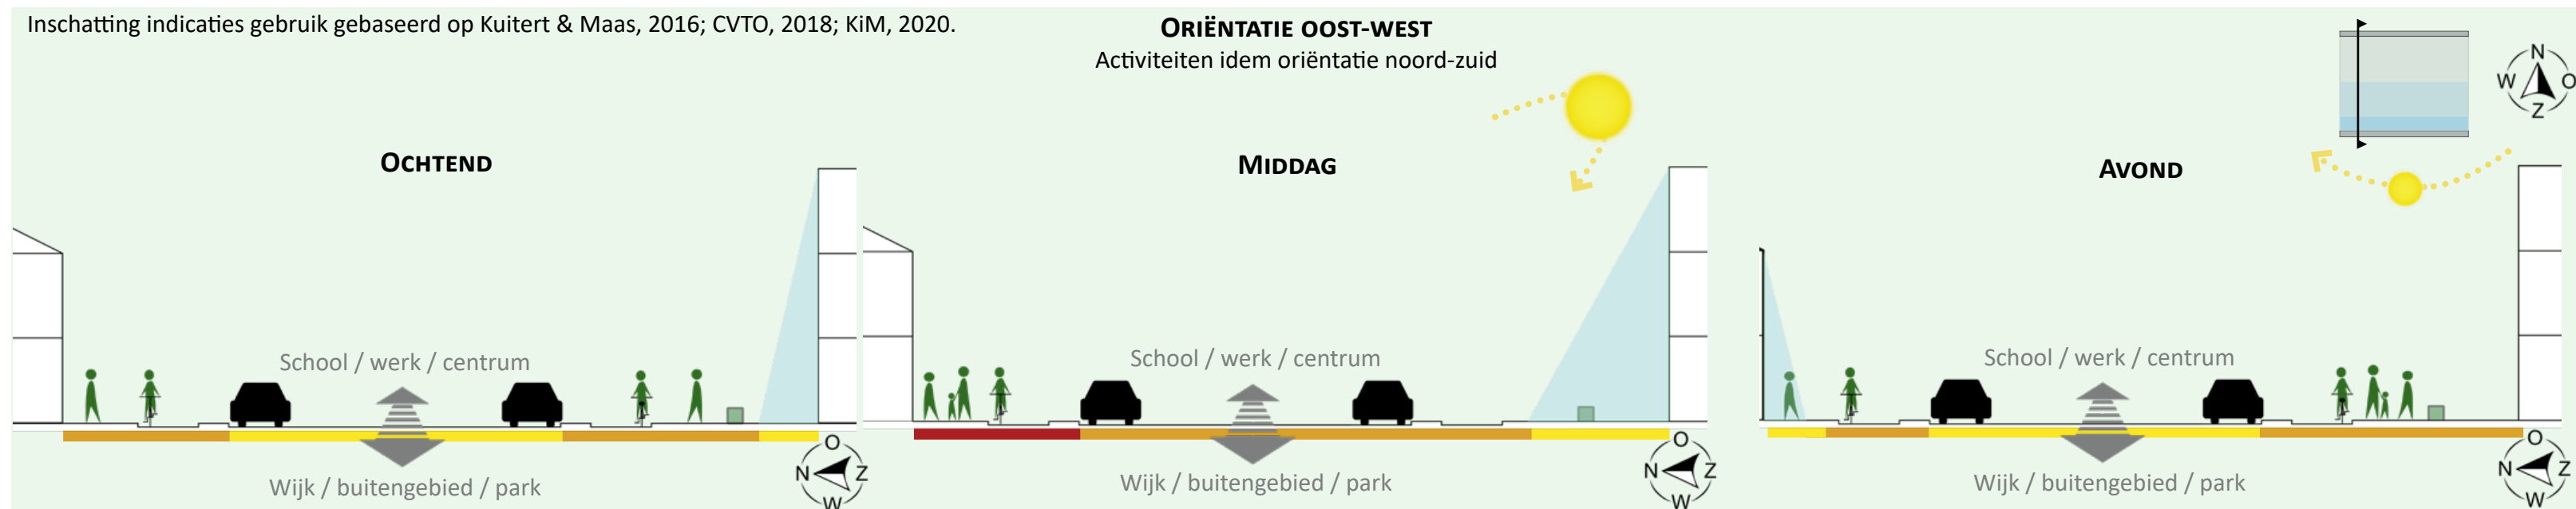 Inschatting indicaties gebruik gebaseerd op Kuitert & Maas, 2016; CVTO, 2018; KiM, 2020.
ORIËNTATIE OOST-WEST
Activiteiten idem oriëntatie noord-zuid
N
W O
Z
OCHTEND
MIDDAG
AVOND
School / werk / centrum
School / werk / centrum
School / werk / centrum
Wijk / buitengebied / park
Wijk / buitengebied / park
Wijk / buitengebied / park
O
N Z
W
O
N Z
W
O
N Z
W